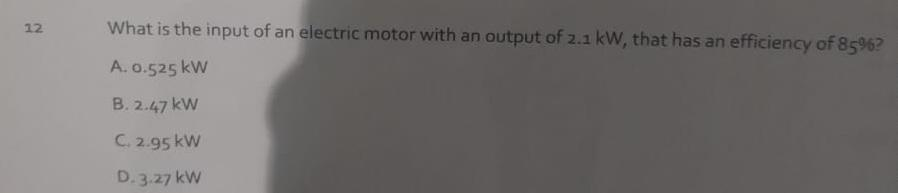 12 What is the input of an electric motor with an output of 2.1 kW, that has an efficiency of 85%?
A. 0.525 kW
B. 2.47 kW
C. 2.95 kW
D. 3.27 kW